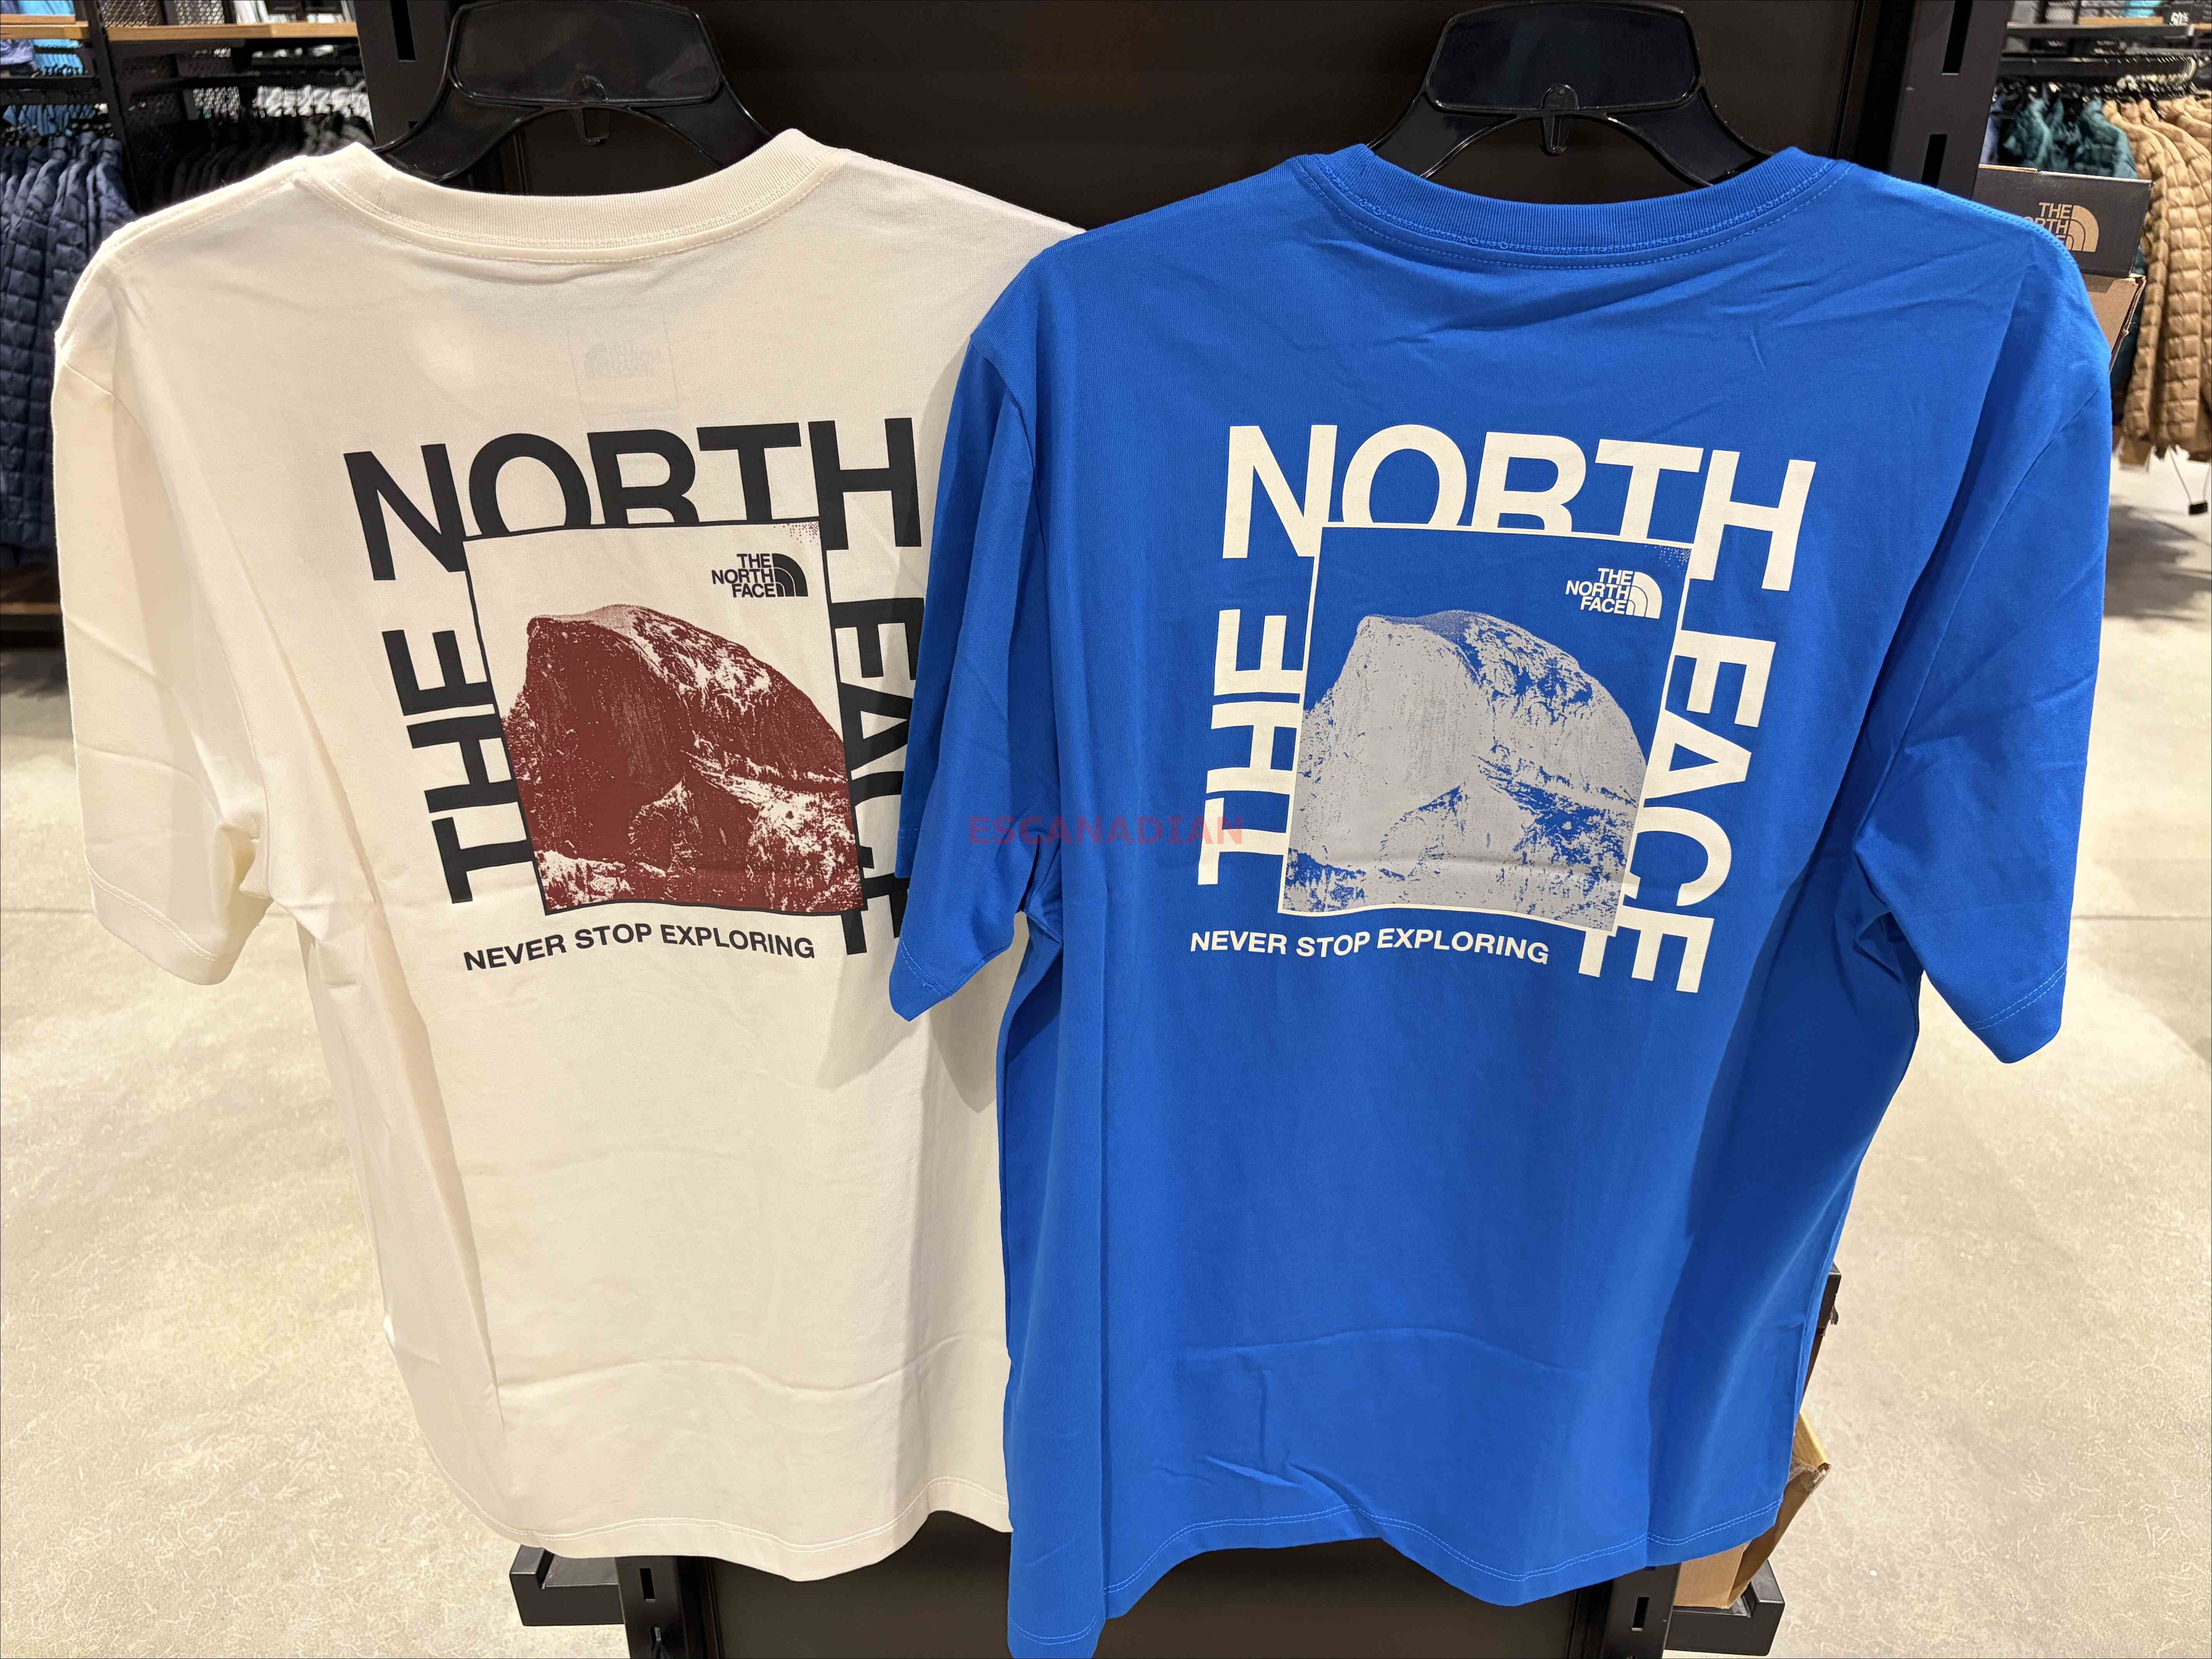 THE NORTH FACE
THE
NORTH
FACE
NEVER STOP EXPLORING
THE NORTH FACE
THE
NORTH
FACE
NEVER STOP EXPLORING
ESCANADIAN
THE
NORTH
50%